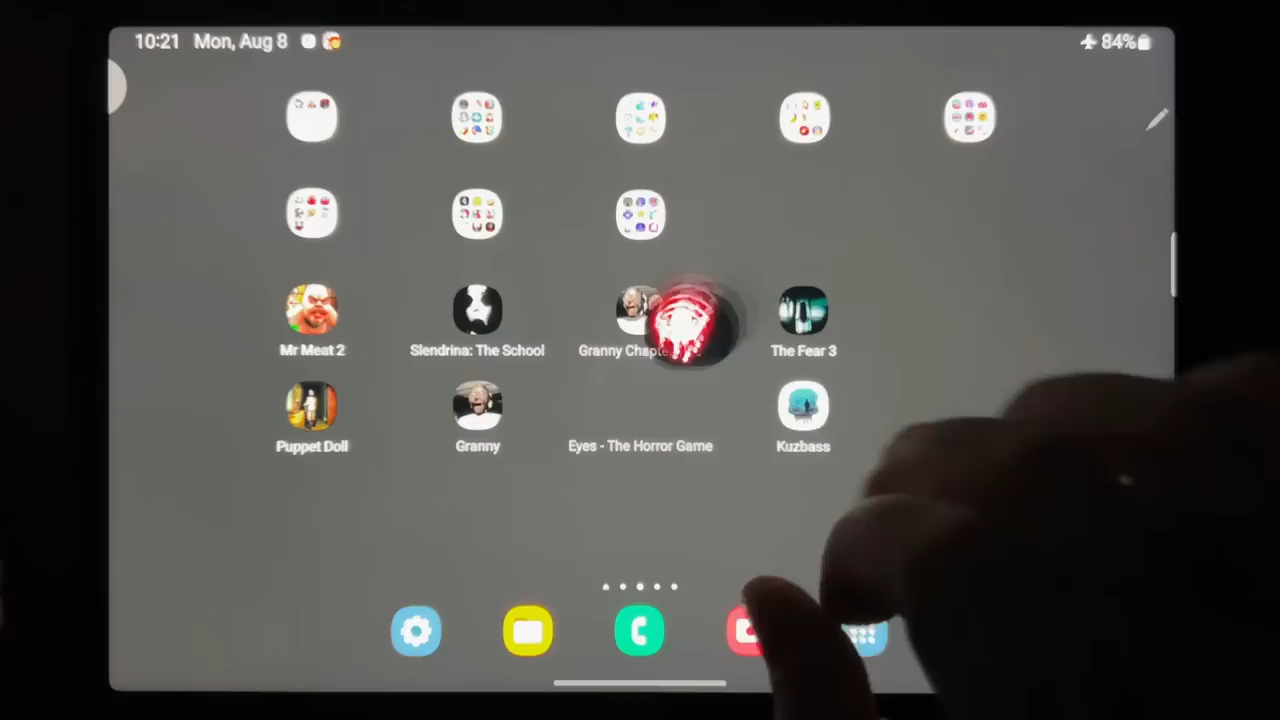 10:21 Mon, Aug 8 84%
Mr Meat 2 Slendrina: The School Granny Chapte The Fear 3
Puppet Doll Granny Eyes - The Horror Game Kuzbass